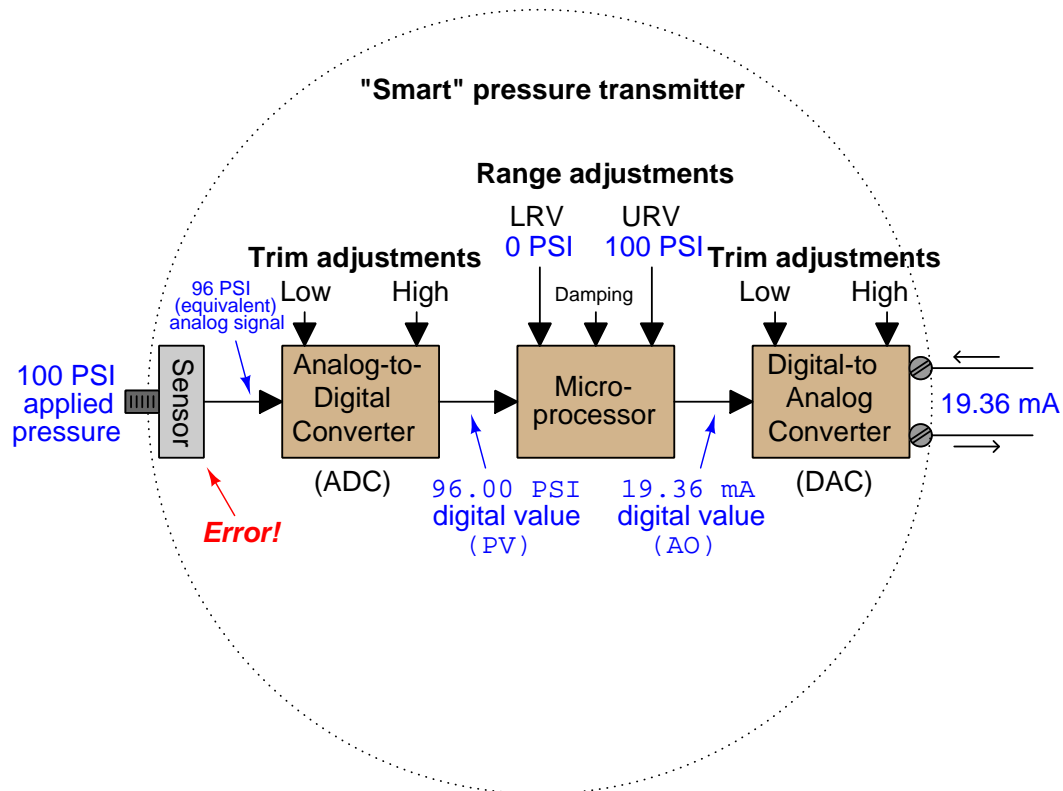 "Smart" pressure transmitter
Range adjustments
LRV
0 PSI
URV
100 PSI
Damping
Trim adjustments
Low
High
Trim adjustments
Low
High
96 PSI
(equivalent)
analog signal
100 PSI
applied
pressure
Sensor
Analog-to-
Digital
Converter
(ADC)
Micro-
processor
Digital-to
Analog
Converter
(DAC)
19.36 mA
Error!
96.00 PSI
digital value
(PV)
19.36 mA
digital value
(AO)